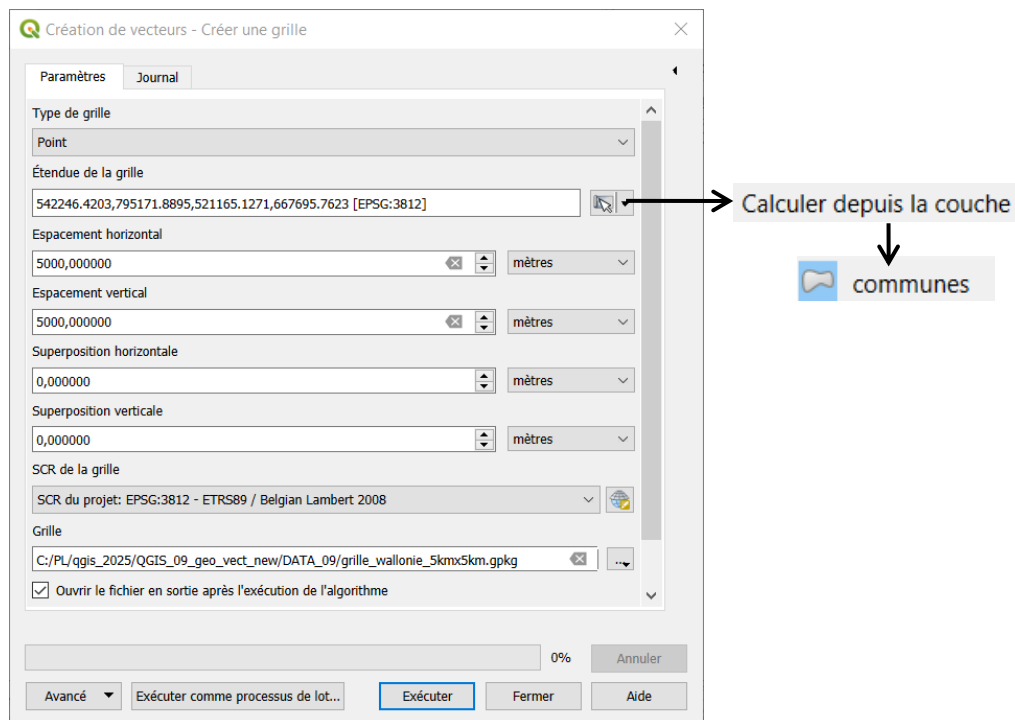 Création de vecteurs - Créer une grille
Paramètres
Journal
Type de grille
Point
Étendue de la grille
542246.4203,795171.8895,521165.1271,667695.7623 [EPSG:3812]
Calculer depuis la couche
communes
Espacement horizontal
5000,000000
mètres
Espacement vertical
5000,000000
mètres
Superposition horizontale
0,000000
mètres
Superposition verticale
0,000000
mètres
SCR de la grille
SCR du projet: EPSG:3812 - ETRS89 / Belgian Lambert 2008
Grille
C:/PL/qgis_2025/QGIS_09_geo_vect_new/DATA_09/grille_wallonie_5kmx5km.gpkg
...
Ouvrir le fichier en sortie après l'exécution de l'algorithme
0%
Annuler
Avancé
Exécuter comme processus de lot...
Exécuter
Fermer
Aide